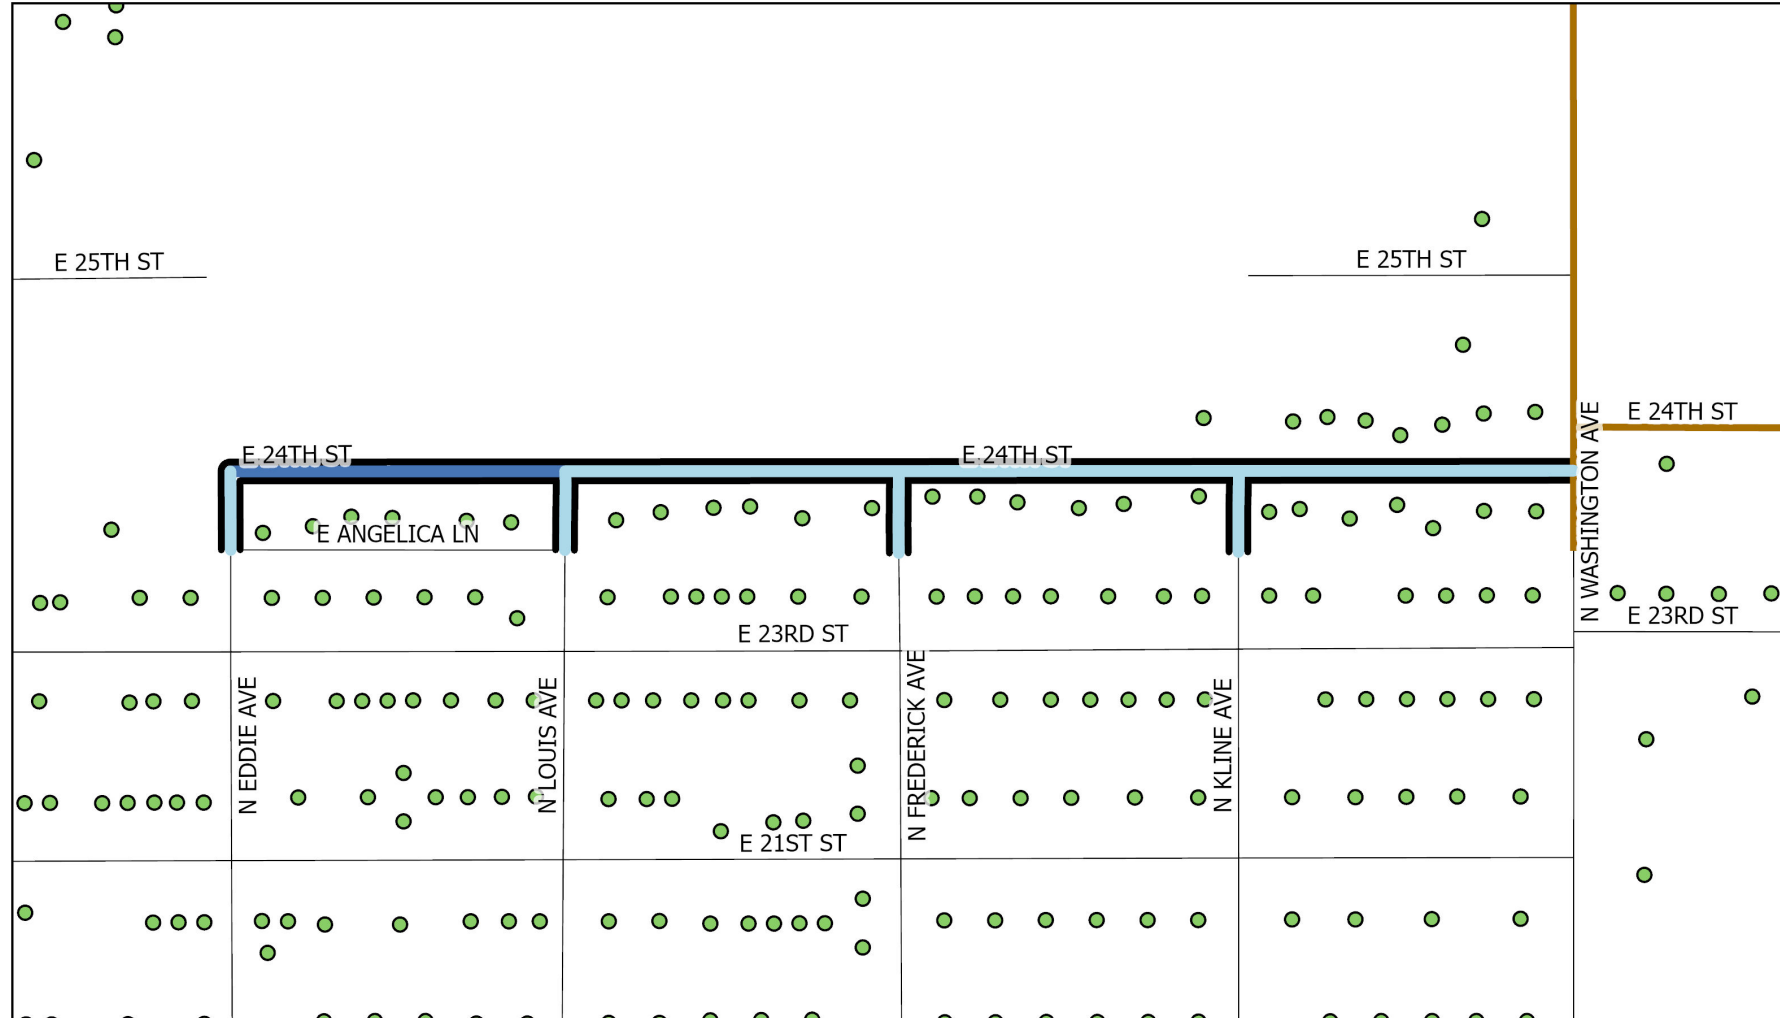 E 25TH ST
E 25TH ST
E 24TH ST
E 24TH ST
E 24TH ST
N WASHINGTON AVE
E ANGELICA LN
E 23RD ST
E 23RD ST
N EDDIE AVE
N LOUIS AVE
N FREDERICK AVE
N KLINE AVE
E 21ST ST